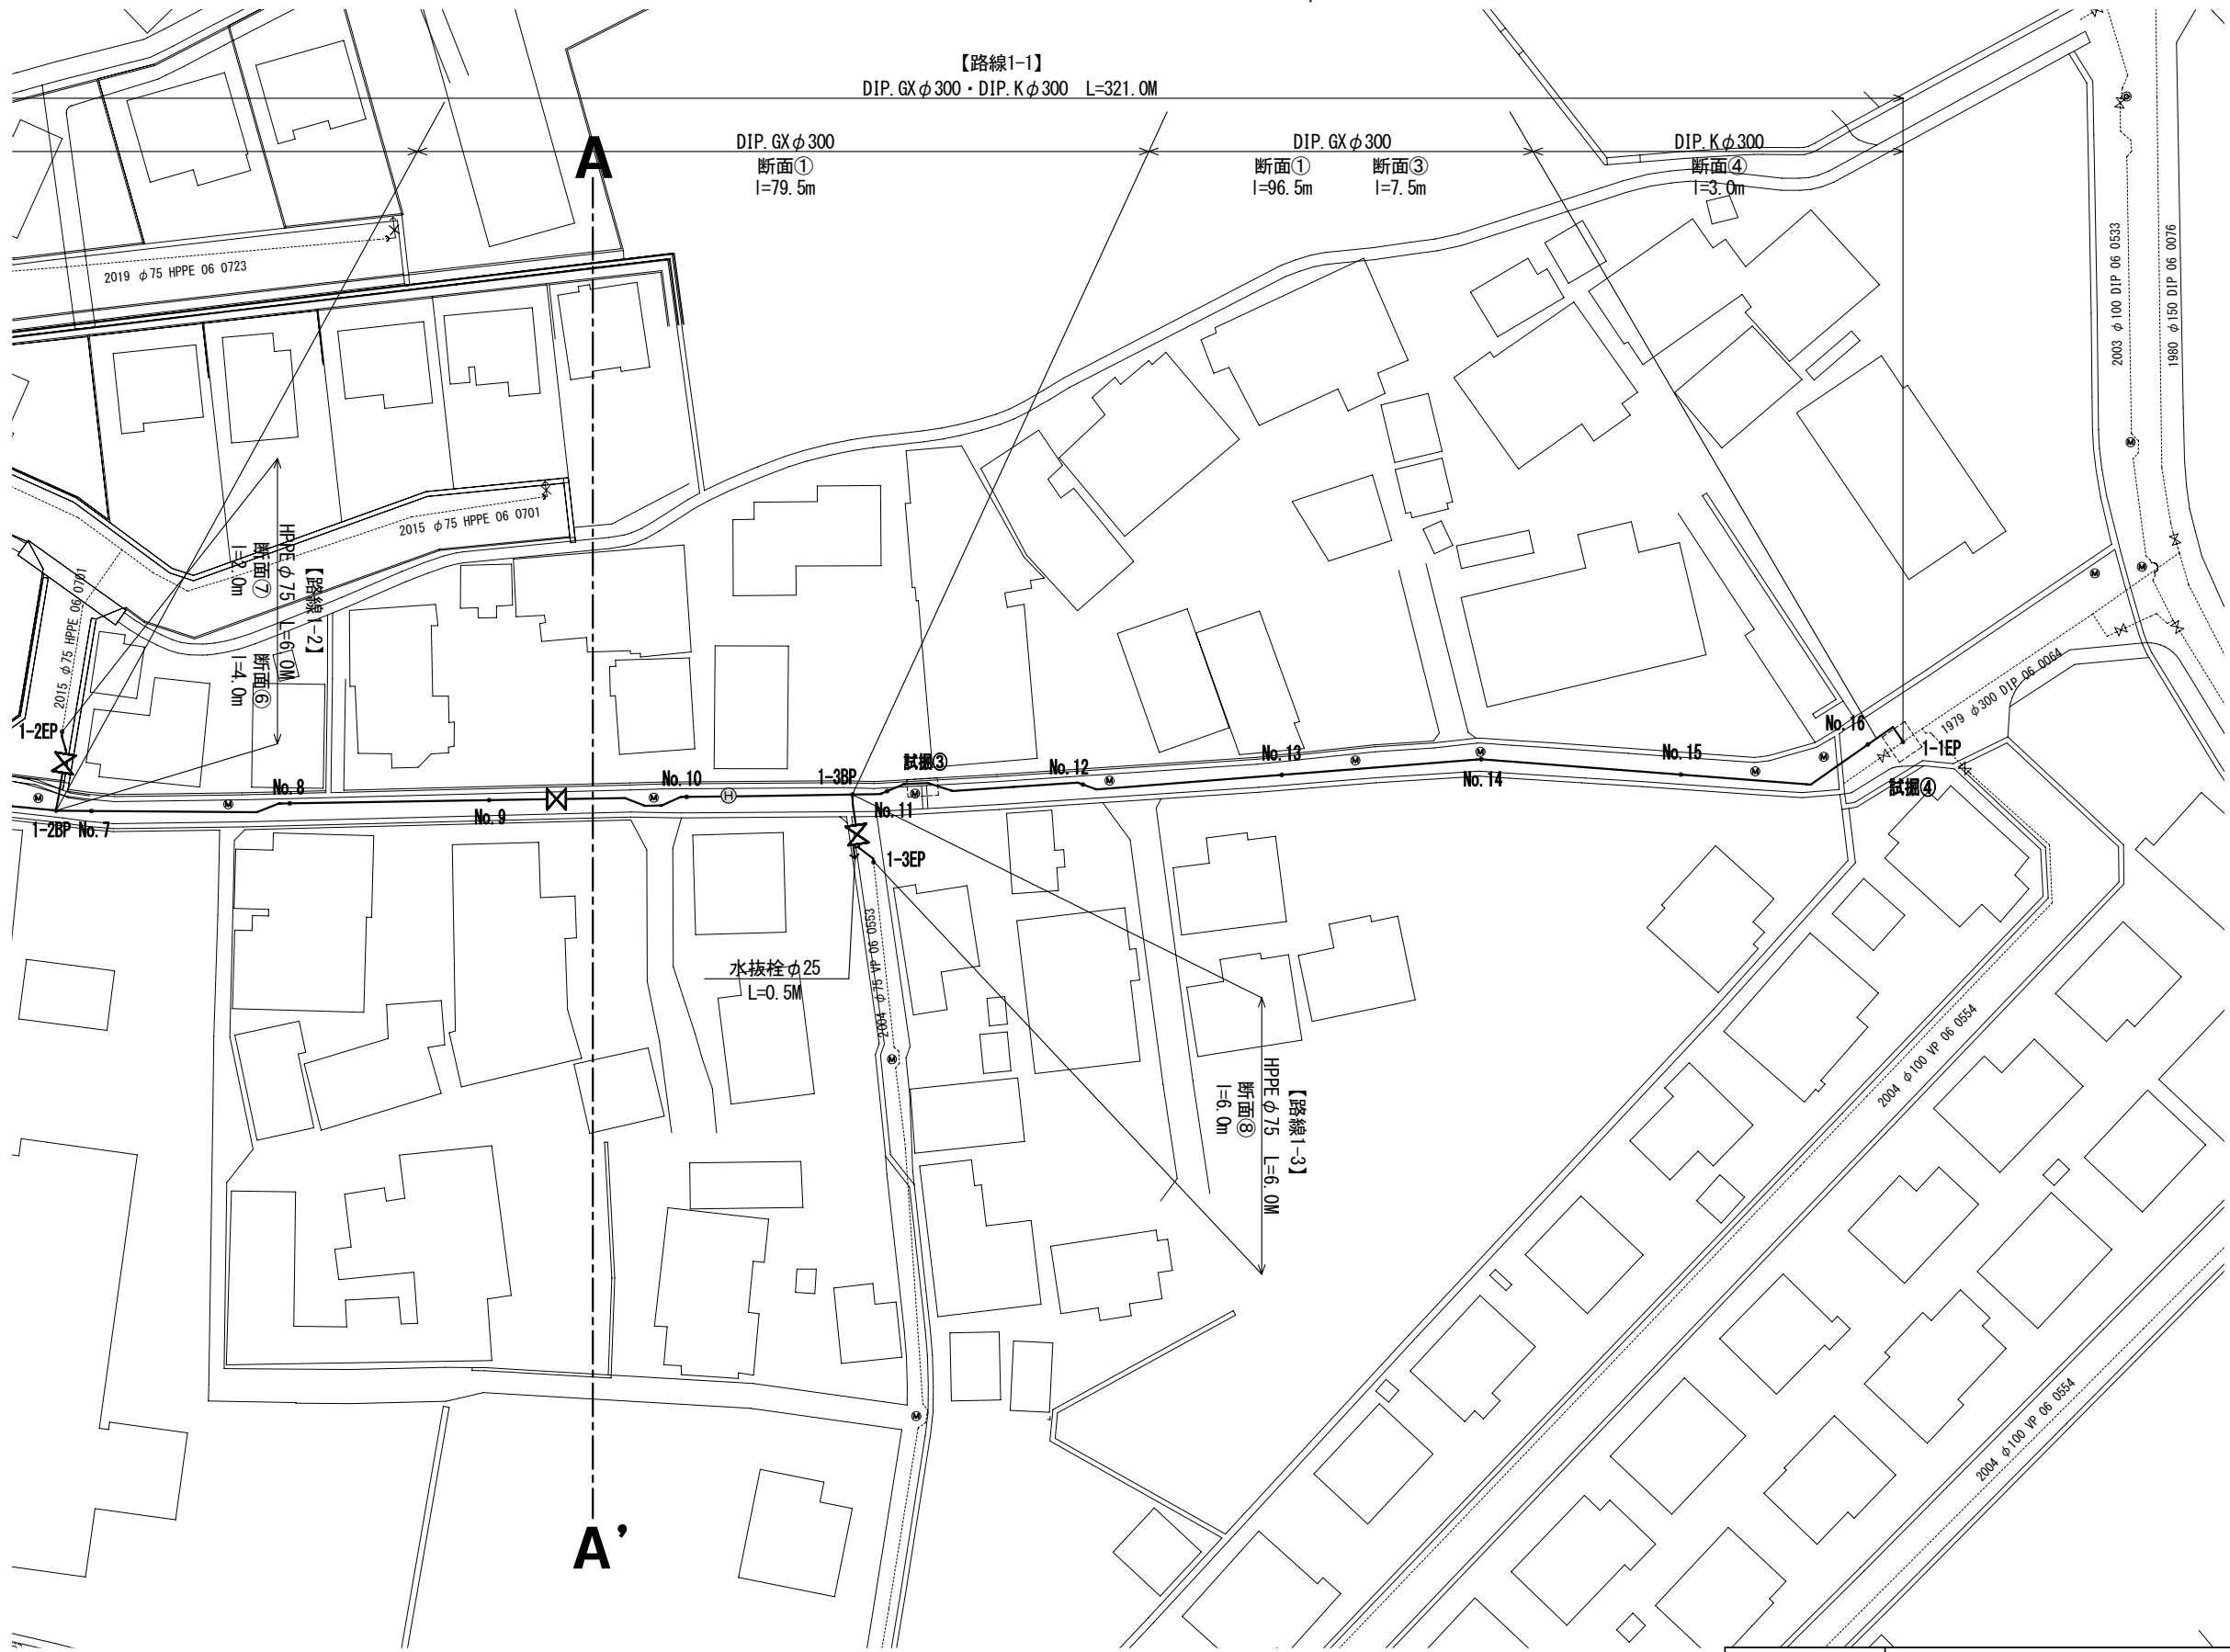 【路線1-1】
DIP.GXφ300・DIP.Kφ300 L=321.0M
DIP.GXφ300
断面①
l=79.5m
DIP.GXφ300
断面① 断面③
l=96.5m l=7.5m
DIP.Kφ300
断面④
l=3.0m
A
2019 φ75 HPPE 06 0723
2003 φ100 DIP 06 0533
1980 φ150 DIP 06 0076
2015 φ75 HPPE 06 0701
2015 φ75 HPPE 06 0701
【路線1-2】
HPPEφ75 L=6.0M
断面⑦ 断面⑥
l=2.0m l=4.0m
1979 φ300 DIP 06 0064
1-2EP
1-2BP No.7
No.8
No.9
No.10
1-3BP
試掘③
No.11
No.12
No.13
No.14
No.15
No.16
1-1EP
試掘④
1-3EP
2004 φ75 VP 06 0553
水抜栓φ25
L=0.5M
【路線1-3】
HPPEφ75 L=6.0M
断面⑧
l=6.0m
2004 φ100 VP 06 0554
2004 φ100 VP 06 0554
A'
M
M
M
H
M
M
M
M
M
M
M
M
M
M
M